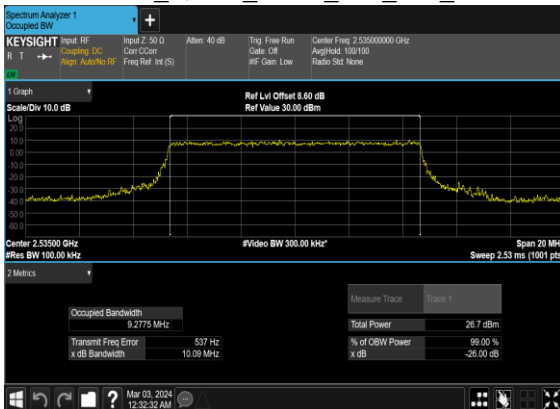 Spectrum Analyzer 1
Occupied BW
KEYSIGHT
R T
Input: RF
Coupling: DC
Align: Auto/No RF
Input Z: 50 Ω
Corr CCorr
Freq Ref: Int (S)
Atten: 40 dB
Trig: Free Run
Gate: Off
#IF Gain: Low
Center Freq: 2.535000000 GHz
Avg|Hold: 100/100
Radio Std: None
1 Graph
Scale/Div 10.0 dB
Ref Lvl Offset 8.60 dB
Ref Value 30.00 dBm
Log
20.0
10.0
0.00
-10.0
-20.0
-30.0
-40.0
-50.0
-60.0
Center 2.53500 GHz
#Res BW 100.00 kHz
#Video BW 300.00 kHz*
Span 20 MH
Sweep 2.53 ms (1001 pts
2 Metrics
Measure Trace
Trace 1
Occupied Bandwidth
9.2775 MHz
Total Power
26.7 dBm
Transmit Freq Error
537 Hz
% of OBW Power
99.00 %
x dB Bandwidth
10.09 MHz
x dB
-26.00 dB
?
Mar 03, 2024
12:32:32 AM